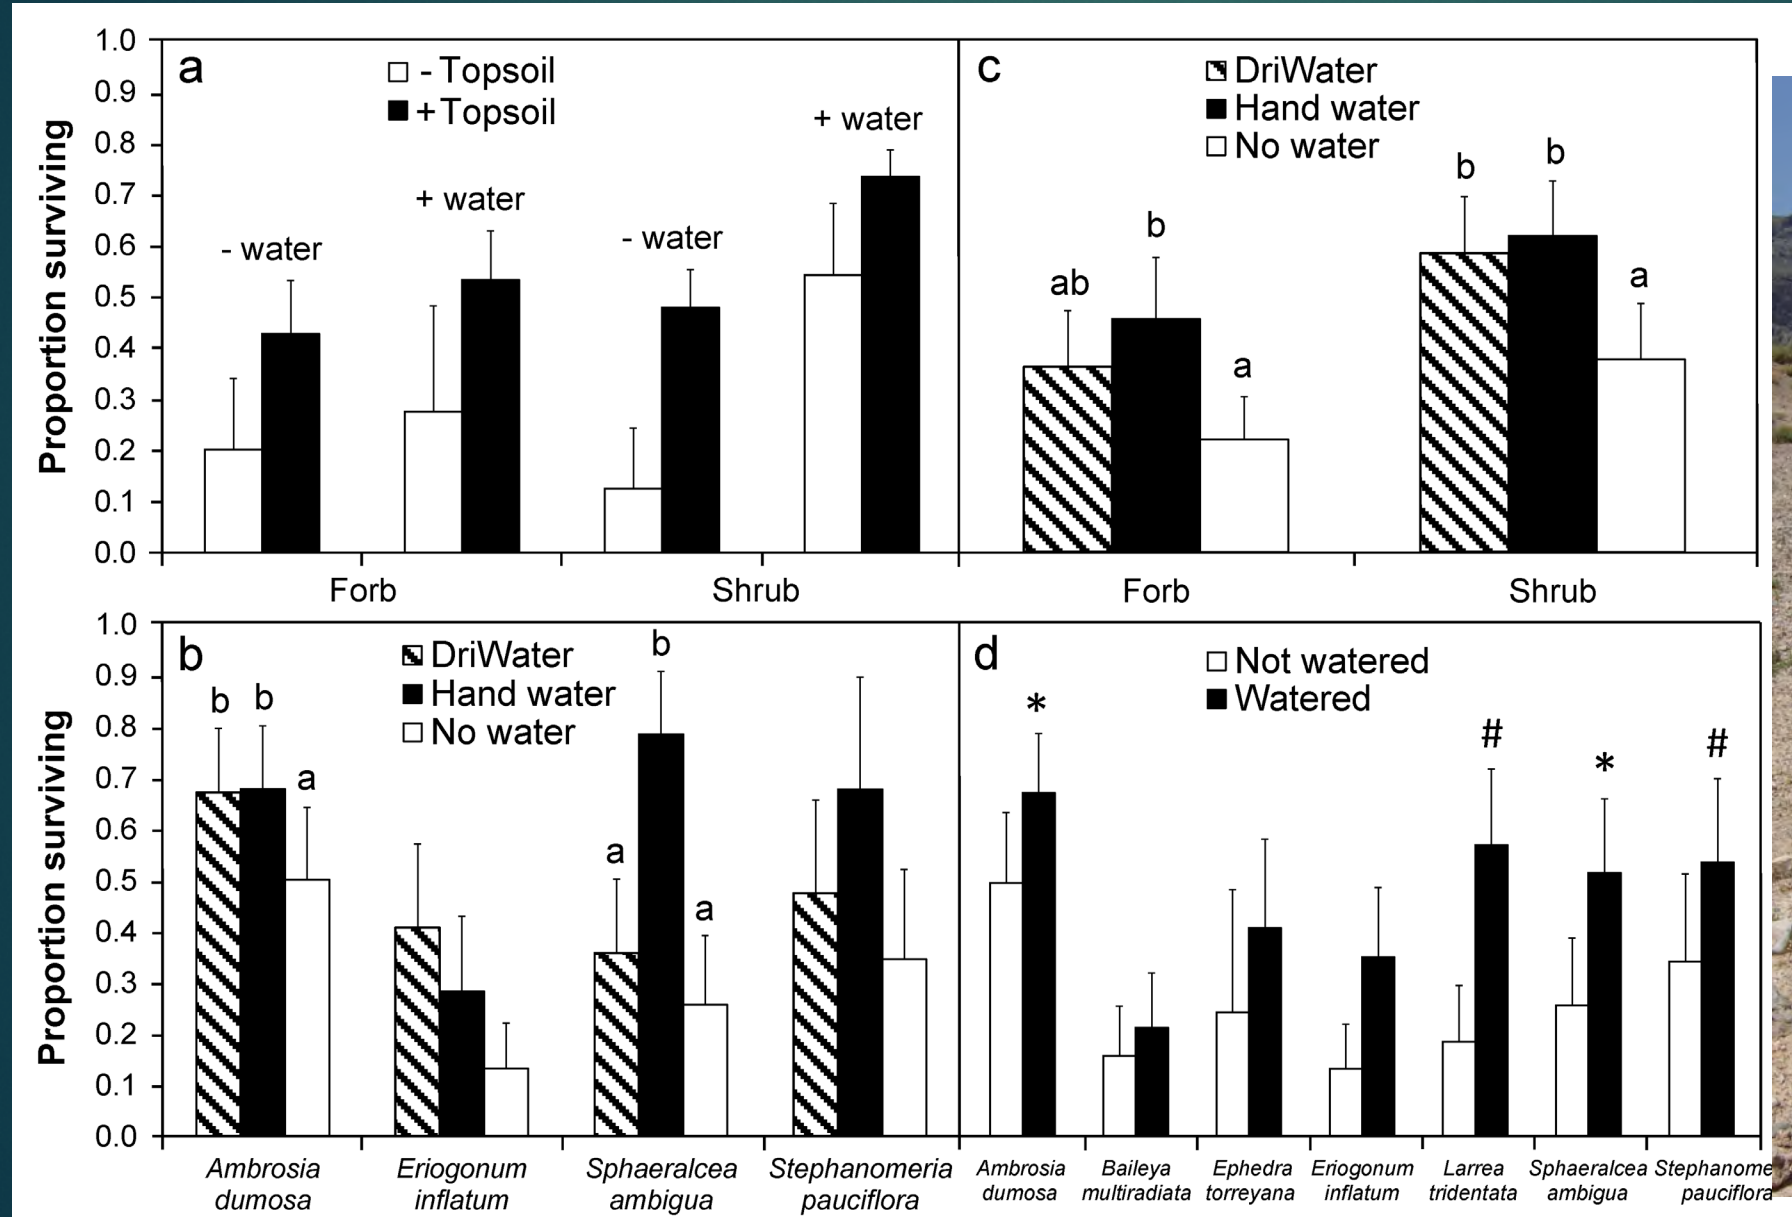 a
- Topsoil
+ Topsoil
- water
+ water
- water
+ water
Proportion surviving
1.0
0.9
0.8
0.7
0.6
0.5
0.4
0.3
0.2
0.1
0.0
Forb
Shrub
c
DriWater
Hand water
No water
ab
b
a
b
b
a
Forb
Shrub
b
DriWater
Hand water
No water
b
b
a
a
b
a
Proportion surviving
1.0
0.9
0.8
0.7
0.6
0.5
0.4
0.3
0.2
0.1
0.0
Ambrosia
dumosa
Eriogonum
inflatum
Sphaeralcea
ambigua
Stephanomeria
pauciflora
d
Not watered
Watered
*
#
*
#
Ambrosia
dumosa
Baileya
multiradiata
Ephedra
torreyana
Eriogonum
inflatum
Larrea
tridentata
Sphaeralcea
ambigua
Stephanome
pauciflora